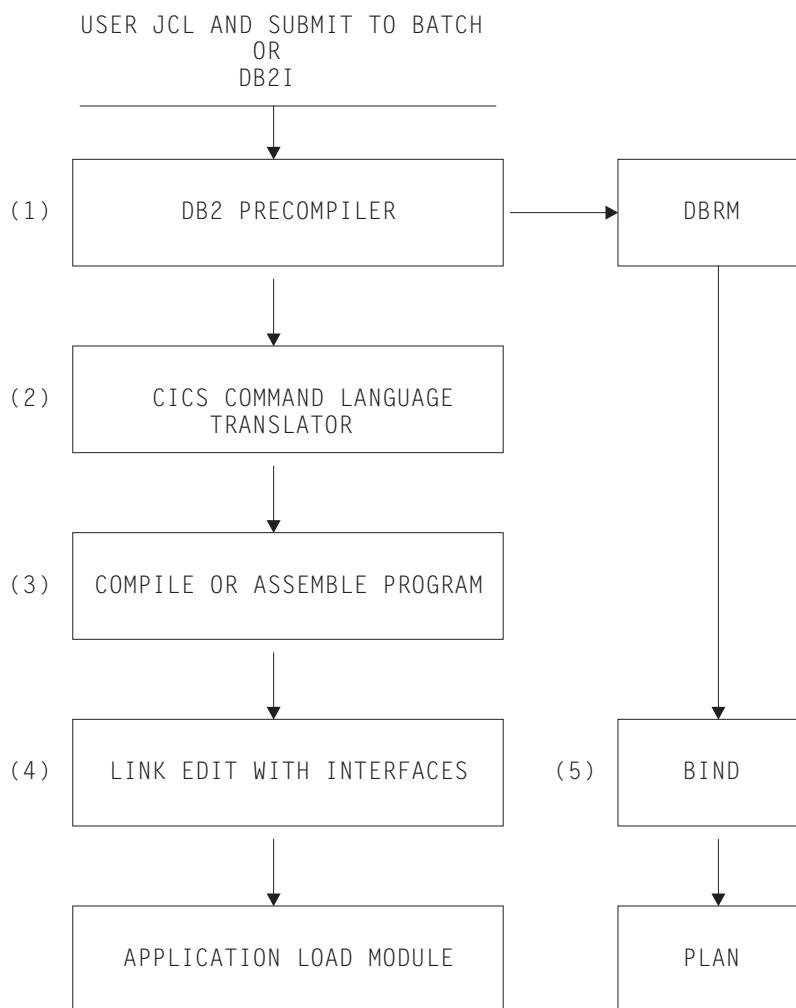 USER JCL AND SUBMIT TO BATCH
OR
DB2I
(1)
DB2 PRECOMPILER
DBRM
(2)
CICS COMMAND LANGUAGE
TRANSLATOR
(3)
COMPILE OR ASSEMBLE PROGRAM
(4)
LINK EDIT WITH INTERFACES
(5)
BIND
APPLICATION LOAD MODULE
PLAN